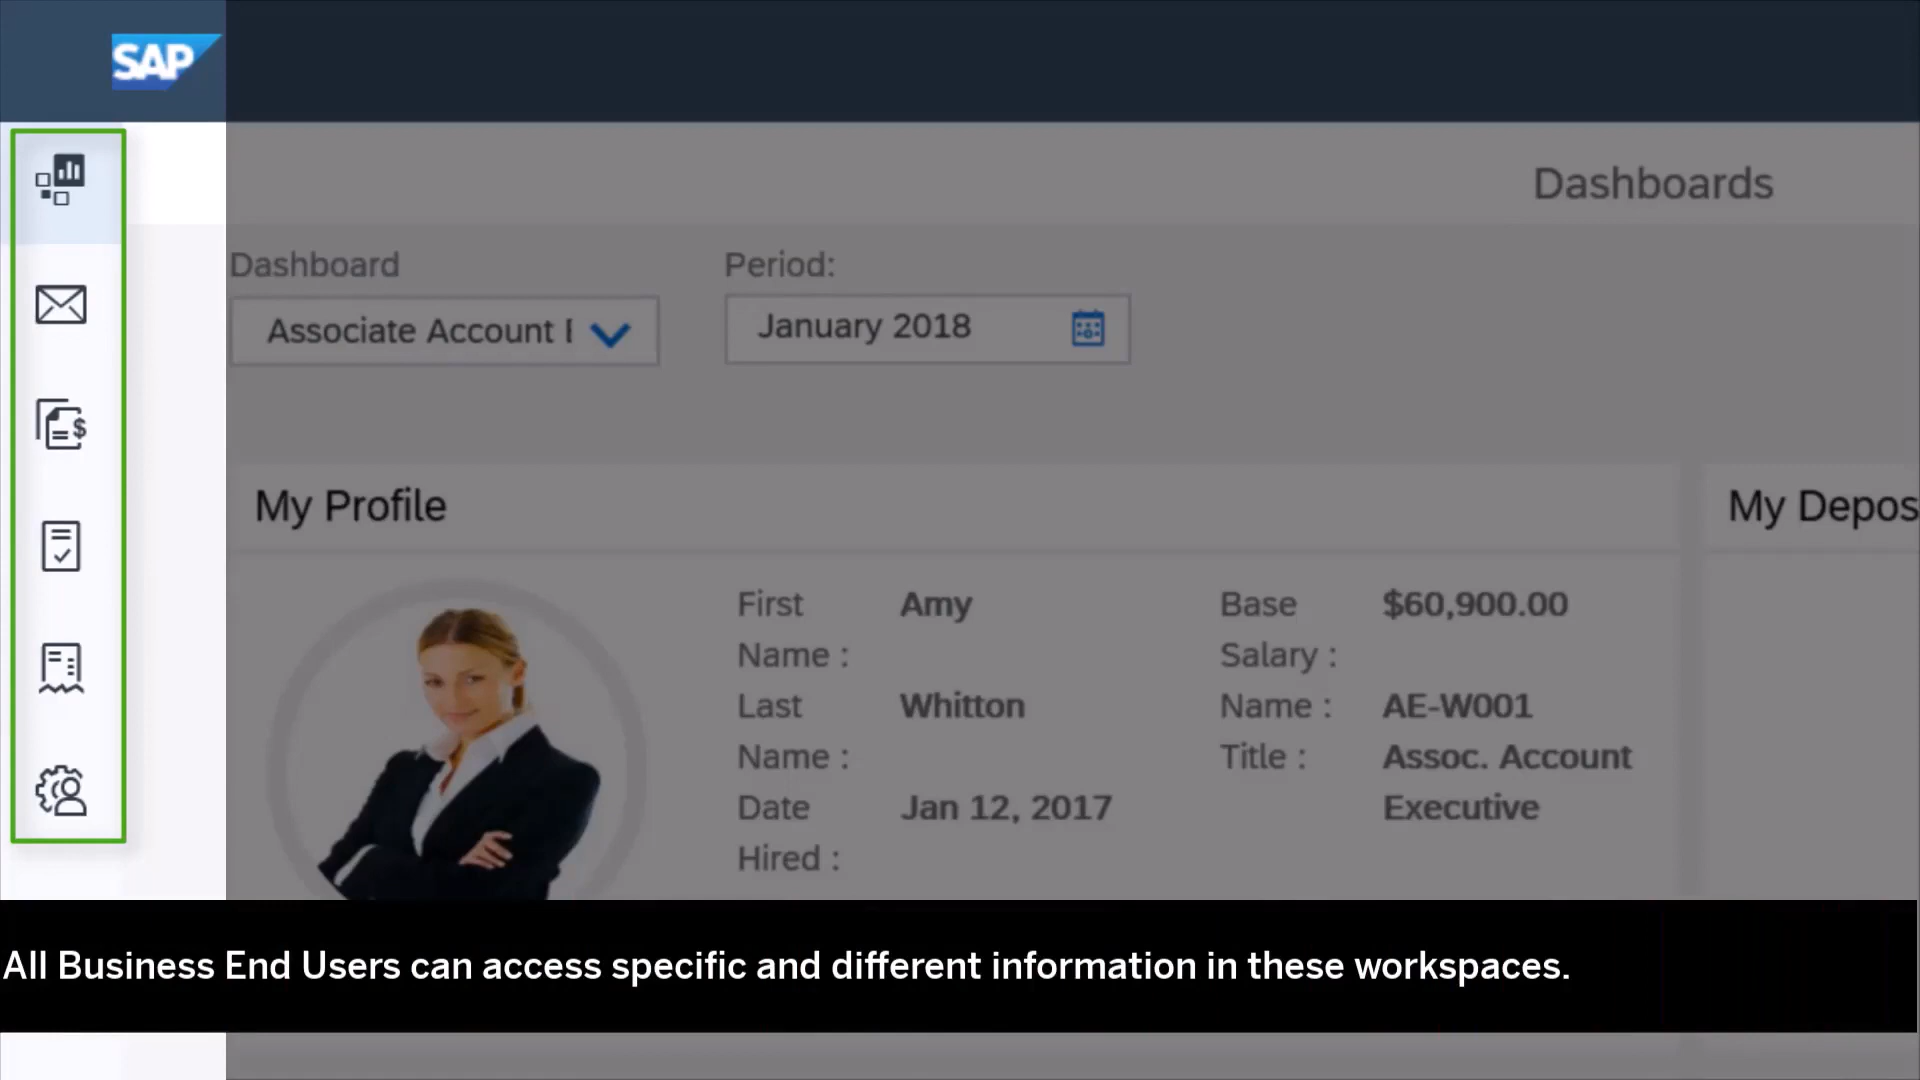 SAP
Dashboards
Dashboard
Period:
Associate Account
January 2018
My Profile
My Depos
First Name : Amy
Last Name : Whitton
Date Hired : Jan 12, 2017
Base Salary : $60,900.00
Name : AE-W001
Title : Assoc. Account
Executive
All Business End Users can access specific and different information in these workspaces.